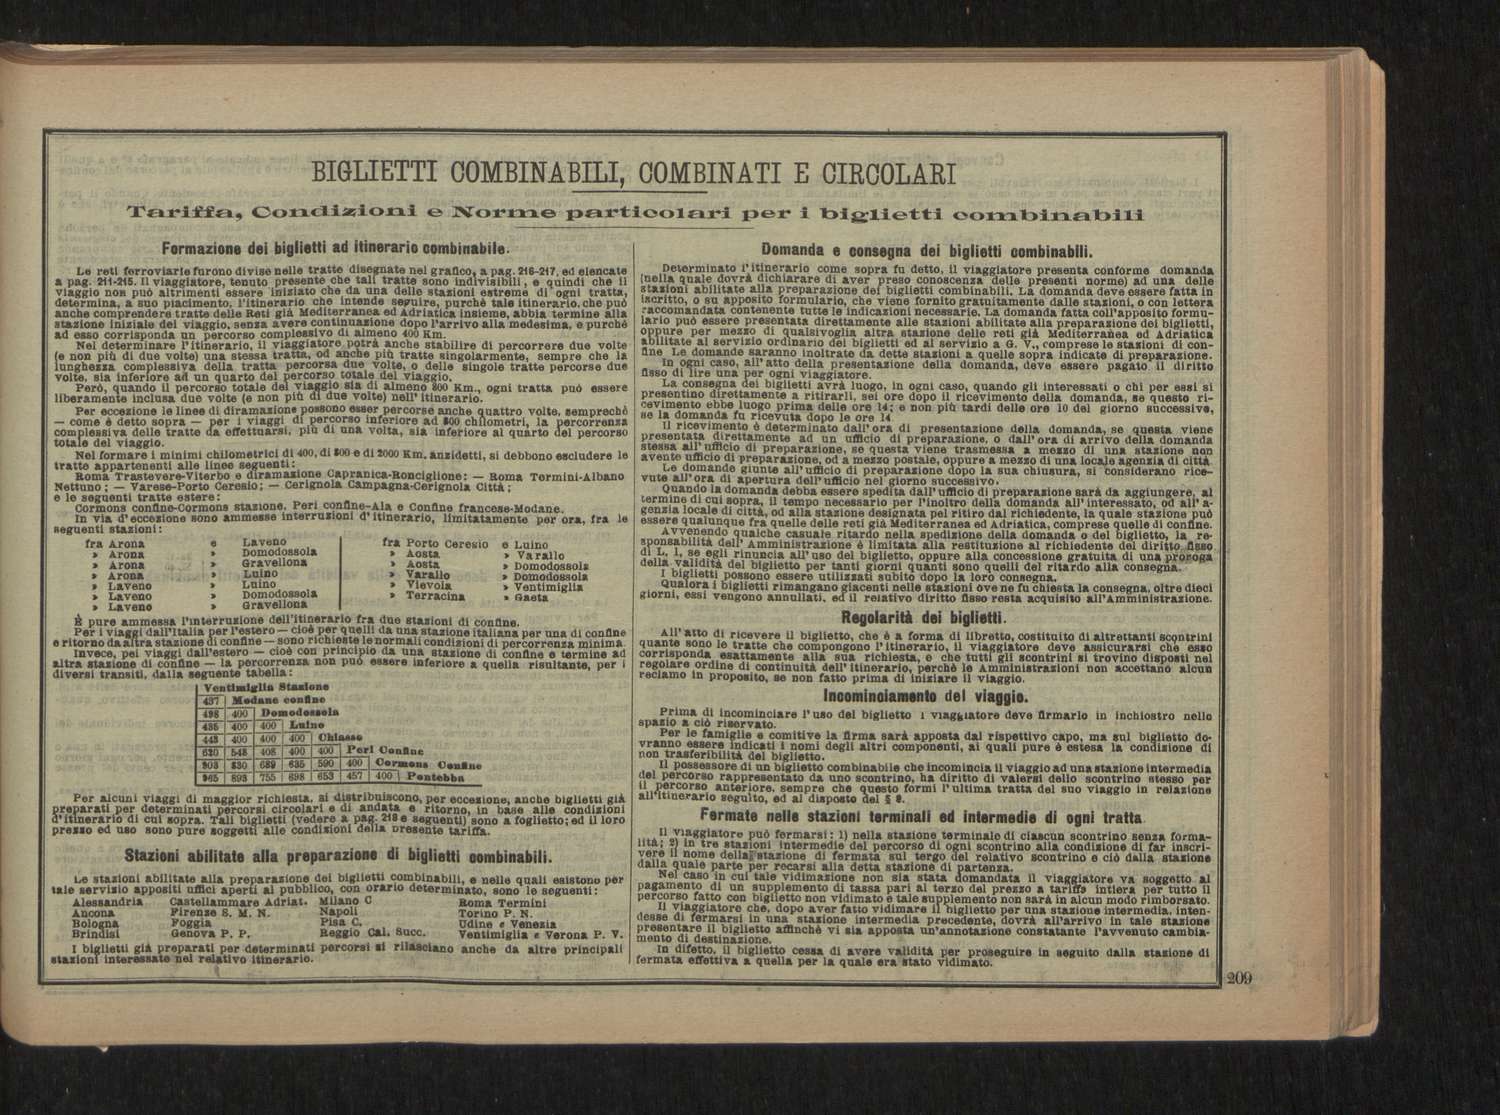 BIGLIETTI COMBINABILI, COMBINATI E CIRCOLARI
Tariffa, Condizioni e Norme particolari per i biglietti combinabili
Formazione dei biglietti ad itinerario combinabile.
Le reti ferroviarie furono divise nelle tratte disegnate nel grafico, a pag. 216-217, ed elencate
a pag. 211-215. Il viaggiatore, tenuto presente che tali tratte sono indivisibili, e quindi che il
viaggio non può altrimenti essere iniziato che da una delle stazioni estreme di ogni tratta,
determina, a suo piacimento, l'itinerario che intende seguire, purchè tale itinerario, che può
anche comprendere tratte delle Reti già Mediterranea ed Adriatica insieme, abbia termine alla
stazione iniziale del viaggio, senza avere continuazione dopo l'arrivo alla medesima, e purchè
ad esso corrisponda un percorso complessivo di almeno 400 Km.
Nel determinare l'itinerario, il viaggiatore potrà anche stabilire di percorrere due volte
(e non più di due volte) una stessa tratta, od anche più tratte singolarmente, sempre che la
lunghezza complessiva della tratta percorsa due volte, o delle singole tratte percorse due
volte, sia inferiore ad un quarto del percorso totale del viaggio.
Però, quando il percorso totale del viaggio sia di almeno 800 Km., ogni tratta può essere
liberamente inclusa due volte (e non più di due volte) nell'itinerario.
Per eccezione le linee di diramazione possono esser percorse anche quattro volte, semprechè
— come è detto sopra — per i viaggi di percorso inferiore ad 800 chilometri, la percorrenza
complessiva delle tratte da effettuarsi, più di una volta, sia inferiore al quarto del percorso
totale del viaggio.
Nel formare i minimi chilometrici di 400, di 800 e di 2000 Km. anzidetti, si debbono escludere le
tratte appartenenti alle linee seguenti:
Roma Trastevere-Viterbo e diramazione Capranica-Ronciglione; — Roma Termini-Albano
Nettuno; — Varese-Porto Ceresio; — Cerignola Campagna-Cerignola Città;
e le seguenti tratte estere:
Cormons confine-Cormons stazione. Peri confine-Ala e Confine francese-Modane.
In via d'eccezione sono ammesse interruzioni d'itinerario, limitatamente per ora, fra le
seguenti stazioni:
fra Arona e Laveno
» Arona » Domodossola
» Arona » Gravellona
» Arona » Luino
» Laveno » Luino
» Laveno » Domodossola
» Laveno » Gravellona
fra Porto Ceresio e Luino
» Aosta » Varallo
» Aosta » Domodossola
» Varallo » Domodossola
» Vievola » Ventimiglia
» Terracina » Gaeta
È pure ammessa l'interruzione dell'itinerario fra due stazioni di confine.
Per i viaggi dall'Italia per l'estero — cioè per quelli da una stazione italiana per una di confine
e ritorno da altra stazione di confine — sono richieste le normali condizioni di percorrenza minima.
Invece, pei viaggi dall'estero — cioè con principio da una stazione di confine e termine ad
altra stazione di confine — la percorrenza non può essere inferiore a quella risultante, per i
diversi transiti, dalla seguente tabella:
Ventimiglia Stazione
437 Modane confine
498 400 Domodossola
435 400 400 Luino
443 400 400 400 Chiasso
620 548 408 400 400 Peri Confine
803 830 689 635 590 400 Cormons Confine
965 893 755 698 653 457 400 Pontebba
Per alcuni viaggi di maggior richiesta, si distribuiscono, per eccezione, anche biglietti già
preparati per determinati percorsi circolari e di andata e ritorno, in base alle condizioni
d'itinerario di cui sopra. Tali biglietti (vedere a pag. 218 e seguenti) sono a foglietto; ed il loro
prezzo ed uso sono pure soggetti alle condizioni della presente tariffa.
Stazioni abilitate alla preparazione di biglietti combinabili.
Le stazioni abilitate alla preparazione dei biglietti combinabili, e nelle quali esistono per
tale servizio appositi uffici aperti al pubblico, con orario determinato, sono le seguenti:
Alessandria Castellammare Adriat. Milano C Roma Termini
Ancona Firenze S. M. N. Napoli Torino P. N.
Bologna Foggia Pisa C. Udine e Venezia
Brindisi Genova P. P. Reggio Cal. Succ. Ventimiglia e Verona P. V.
I biglietti già preparati per determinati percorsi si rilasciano anche da altre principali
stazioni interessate nel relativo itinerario.
Domanda e consegna dei biglietti combinabili.
Determinato l'itinerario come sopra fu detto, il viaggiatore presenta conforme domanda
(nella quale dovrà dichiarare di aver preso conoscenza delle presenti norme) ad una delle
stazioni abilitate alla preparazione dei biglietti combinabili. La domanda deve essere fatta in
iscritto, o su apposito formulario, che viene fornito gratuitamente dalle stazioni, o con lettera
raccomandata contenente tutte le indicazioni necessarie. La domanda fatta coll'apposito formu-
lario può essere presentata direttamente alle stazioni abilitate alla preparazione dei biglietti,
oppure per mezzo di qualsivoglia altra stazione delle reti già Mediterranea ed Adriatica
abilitate al servizio ordinario dei biglietti ed al servizio a G. V., comprese le stazioni di con-
fine Le domande saranno inoltrate da dette stazioni a quelle sopra indicate di preparazione.
In ogni caso, all'atto della presentazione della domanda, deve essere pagato il diritto
fisso di lire una per ogni viaggiatore.
La consegna dei biglietti avrà luogo, in ogni caso, quando gli interessati o chi per essi si
presentino direttamente a ritirarli, sei ore dopo il ricevimento della domanda, se questo ri-
cevimento ebbe luogo prima delle ore 14; e non più tardi delle ore 10 del giorno successivo,
se la domanda fu ricevuta dopo le ore 14
Il ricevimento è determinato dall'ora di presentazione della domanda, se questa viene
presentata direttamente ad un ufficio di preparazione, o dall'ora di arrivo della domanda
stessa all'ufficio di preparazione, se questa viene trasmessa a mezzo di una stazione non
avente ufficio di preparazione, od a mezzo postale, oppure a mezzo di una locale agenzia di città.
Le domande giunte all'ufficio di preparazione dopo la sua chiusura, si considerano rice-
vute all'ora di apertura dell'ufficio nel giorno successivo.
Quando la domanda debba essere spedita dall'ufficio di preparazione sarà da aggiungere, al
termine di cui sopra, il tempo necessario per l'inoltro della domanda all'interessato, od all'a-
genzia locale di città, od alla stazione designata pel ritiro dal richiedente, la quale stazione può
essere qualunque fra quelle delle reti già Mediterranea ed Adriatica, comprese quelle di confine.
Avvenendo qualche casuale ritardo nella spedizione della domanda o del biglietto, la re-
sponsabilità dell'Amministrazione è limitata alla restituzione al richiedente del diritto fisso
di L. 1, se egli rinuncia all'uso del biglietto, oppure alla concessione gratuita di una proroga
della validità del biglietto per tanti giorni quanti sono quelli del ritardo alla consegna.
I biglietti possono essere utilizzati subito dopo la loro consegna.
Qualora i biglietti rimangano giacenti nelle stazioni ove ne fu chiesta la consegna, oltre dieci
giorni, essi vengono annullati, ed il relativo diritto fisso resta acquisito all'Amministrazione.
Regolarità dei biglietti.
All'atto di ricevere il biglietto, che è a forma di libretto, costituito di altrettanti scontrini
quante sono le tratte che compongono l'itinerario, il viaggiatore deve assicurarsi che esso
corrisponda esattamente alla sua richiesta, e che tutti gli scontrini si trovino disposti nel
regolare ordine di continuità dell'itinerario, perchè le Amministrazioni non accettano alcun
reclamo in proposito, se non fatto prima di iniziare il viaggio.
Incominciamento del viaggio.
Prima di incominciare l'uso del biglietto i viaggiatore deve firmarlo in inchiostro nello
spazio a ciò riservato.
Per le famiglie e comitive la firma sarà apposta dal rispettivo capo, ma sul biglietto do-
vranno essere indicati i nomi degli altri componenti, ai quali pure è estesa la condizione di
non trasferibilità del biglietto.
Il possessore di un biglietto combinabile che incomincia il viaggio ad una stazione intermedia
del percorso rappresentato da uno scontrino, ha diritto di valersi dello scontrino stesso per
il percorso anteriore, sempre che questo formi l'ultima tratta del suo viaggio in relazione
all'itinerario seguito, ed al disposto del § 8.
Fermate nelle stazioni terminali ed intermedie di ogni tratta
Il viaggiatore può fermarsi: 1) nella stazione terminale di ciascun scontrino senza forma-
lità; 2) in tre stazioni intermedie del percorso di ogni scontrino alla condizione di far inscri-
vere il nome della stazione di fermata sul tergo del relativo scontrino e ciò dalla stazione
dalla quale parte per recarsi alla detta stazione di partenza.
Nel caso in cui tale vidimazione non sia stata domandata il viaggiatore va soggetto al
pagamento di un supplemento di tassa pari al terzo del prezzo a tariffa intiera per tutto il
percorso fatto con biglietto non vidimato e tale supplemento non sarà in alcun modo rimborsato.
Il viaggiatore che, dopo aver fatto vidimare il biglietto per una stazione intermedia, inten-
desse di fermarsi in una stazione intermedia precedente, dovrà all'arrivo in tale stazione
presentare il biglietto affinchè vi sia apposta un'annotazione constatante l'avvenuto cambia-
mento di destinazione.
In difetto, il biglietto cessa di avere validità per proseguire in seguito dalla stazione di
fermata effettiva a quella per la quale era stato vidimato.
209